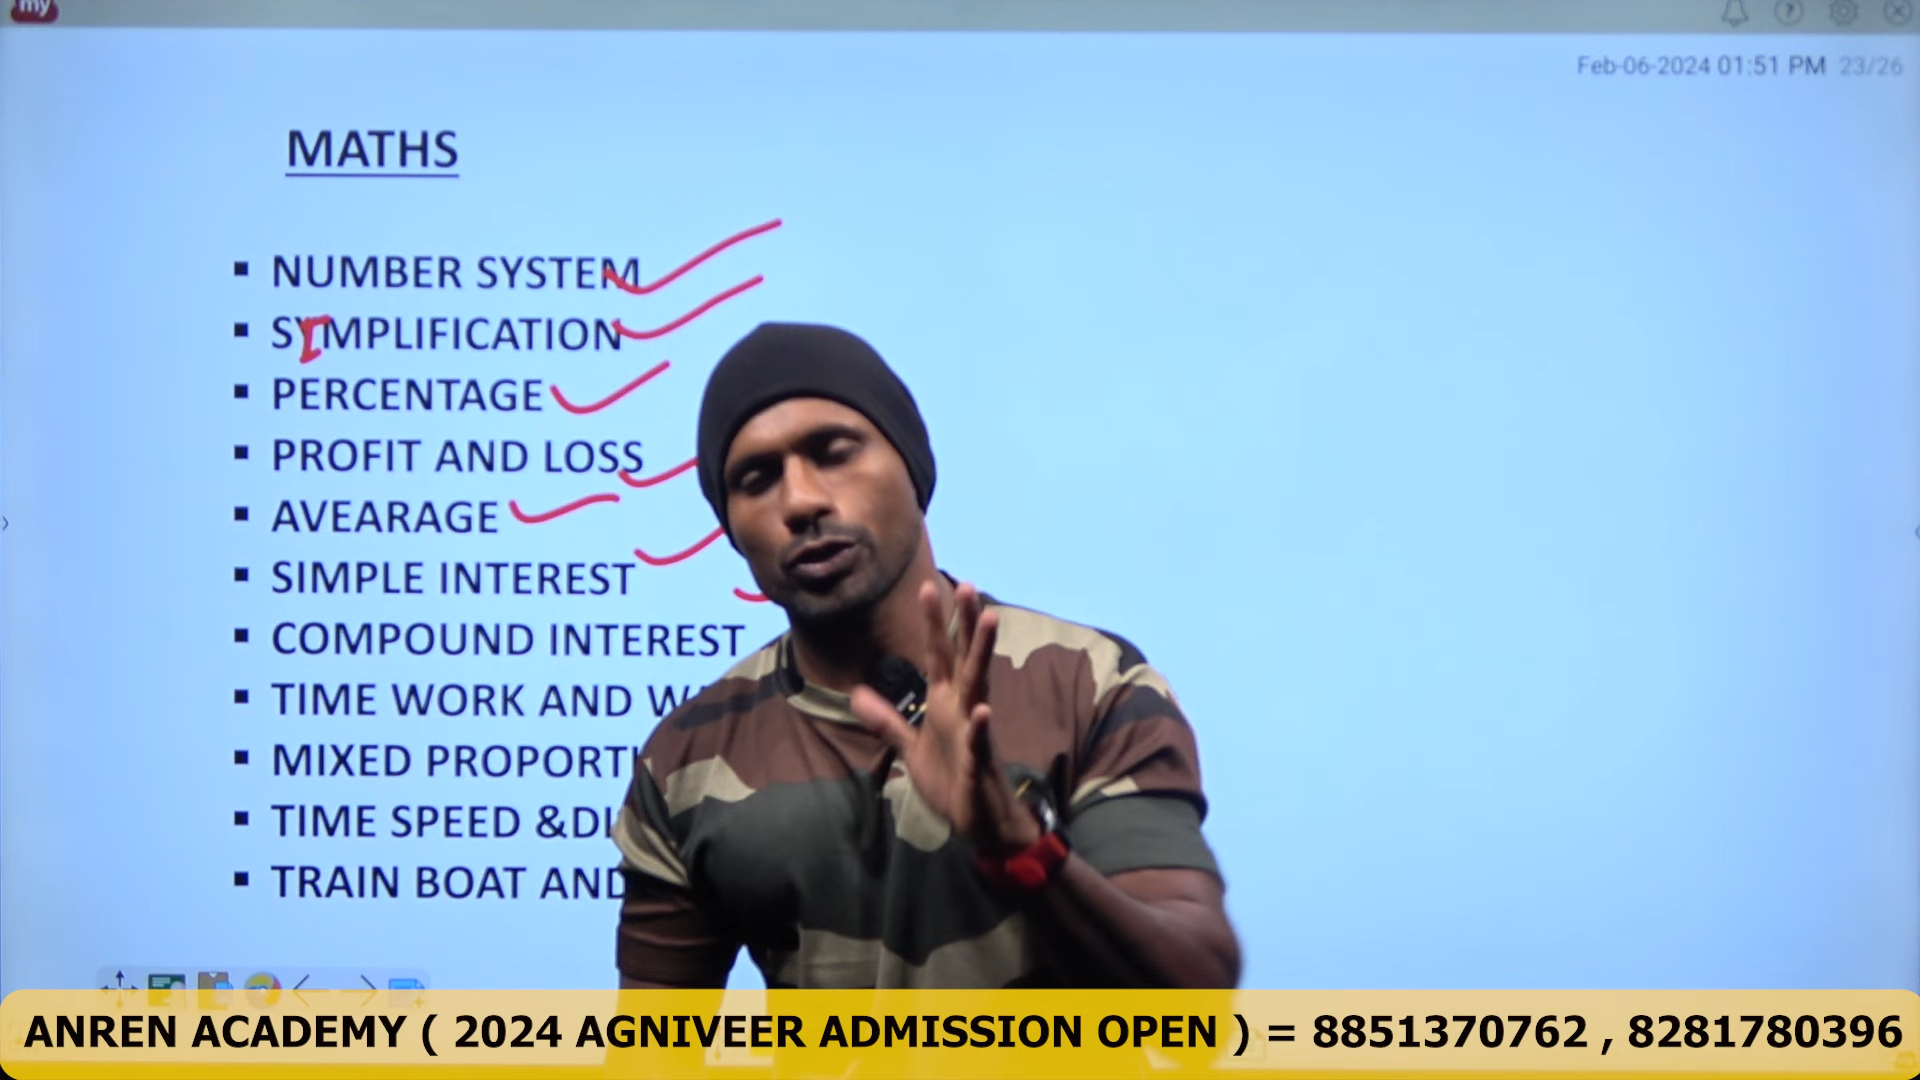 my
Feb-06-2024 01:51 PM 23/26
MATHS
▪ NUMBER SYSTEM
▪ SYMPLIFICATION
▪ PERCENTAGE
▪ PROFIT AND LOSS
▪ AVEARAGE
▪ SIMPLE INTEREST
▪ COMPOUND INTEREST
▪ TIME WORK AND
▪ MIXED
▪ TIME SPEED &
▪ TRAIN BOAT AND
ANREN ACADEMY ( 2024 AGNIVEER ADMISSION OPEN ) = 8851370762 , 8281780396